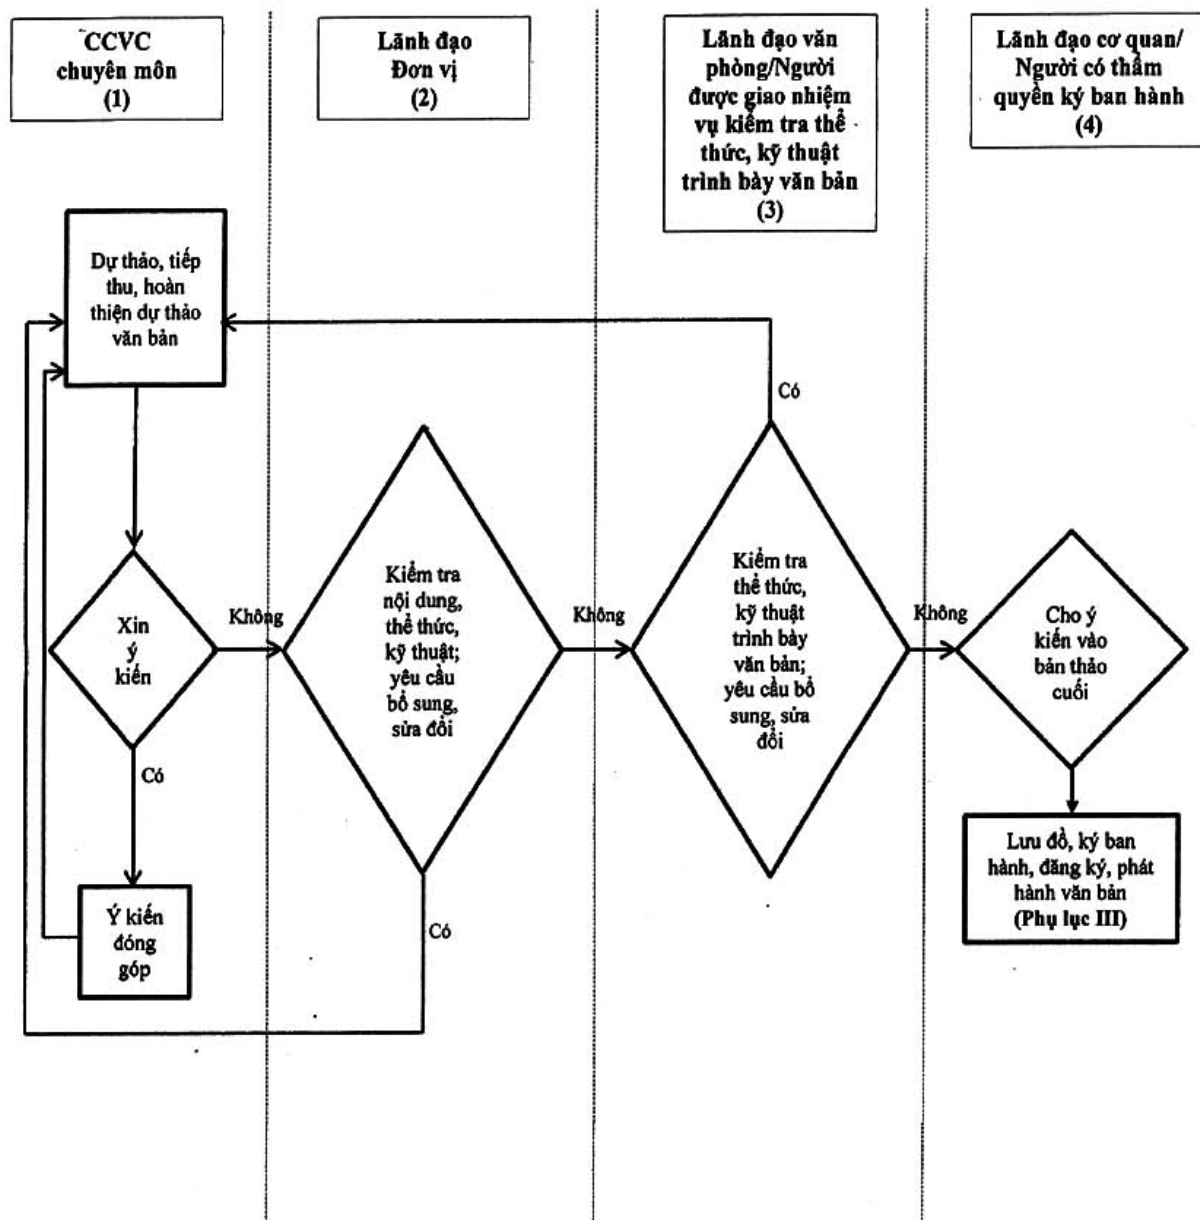 CCVC
chuyên môn
(1)
Lãnh đạo
Đơn vị
(2)
Lãnh đạo văn
phòng/Người
được giao nhiệm
vụ kiểm tra thể
thức, kỹ thuật
trình bày văn bản
(3)
Lãnh đạo cơ quan/
Người có thẩm
quyền ký ban hành
(4)
Dự thảo, tiếp
thu, hoàn
thiện dự thảo
văn bản
Có
Xin
ý
kiến
Không
Kiểm tra
nội dung,
thể thức,
kỹ thuật;
yêu cầu
bổ sung,
sửa đổi
Không
Kiểm tra
thể thức,
kỹ thuật
trình bày
văn bản;
yêu cầu bổ
sung, sửa
đổi
Không
Cho ý
kiến vào
bản thảo
cuối
Có
Ý kiến
đóng
góp
Có
Lưu đồ, ký ban
hành, đăng ký, phát
hành văn bản
(Phụ lục III)